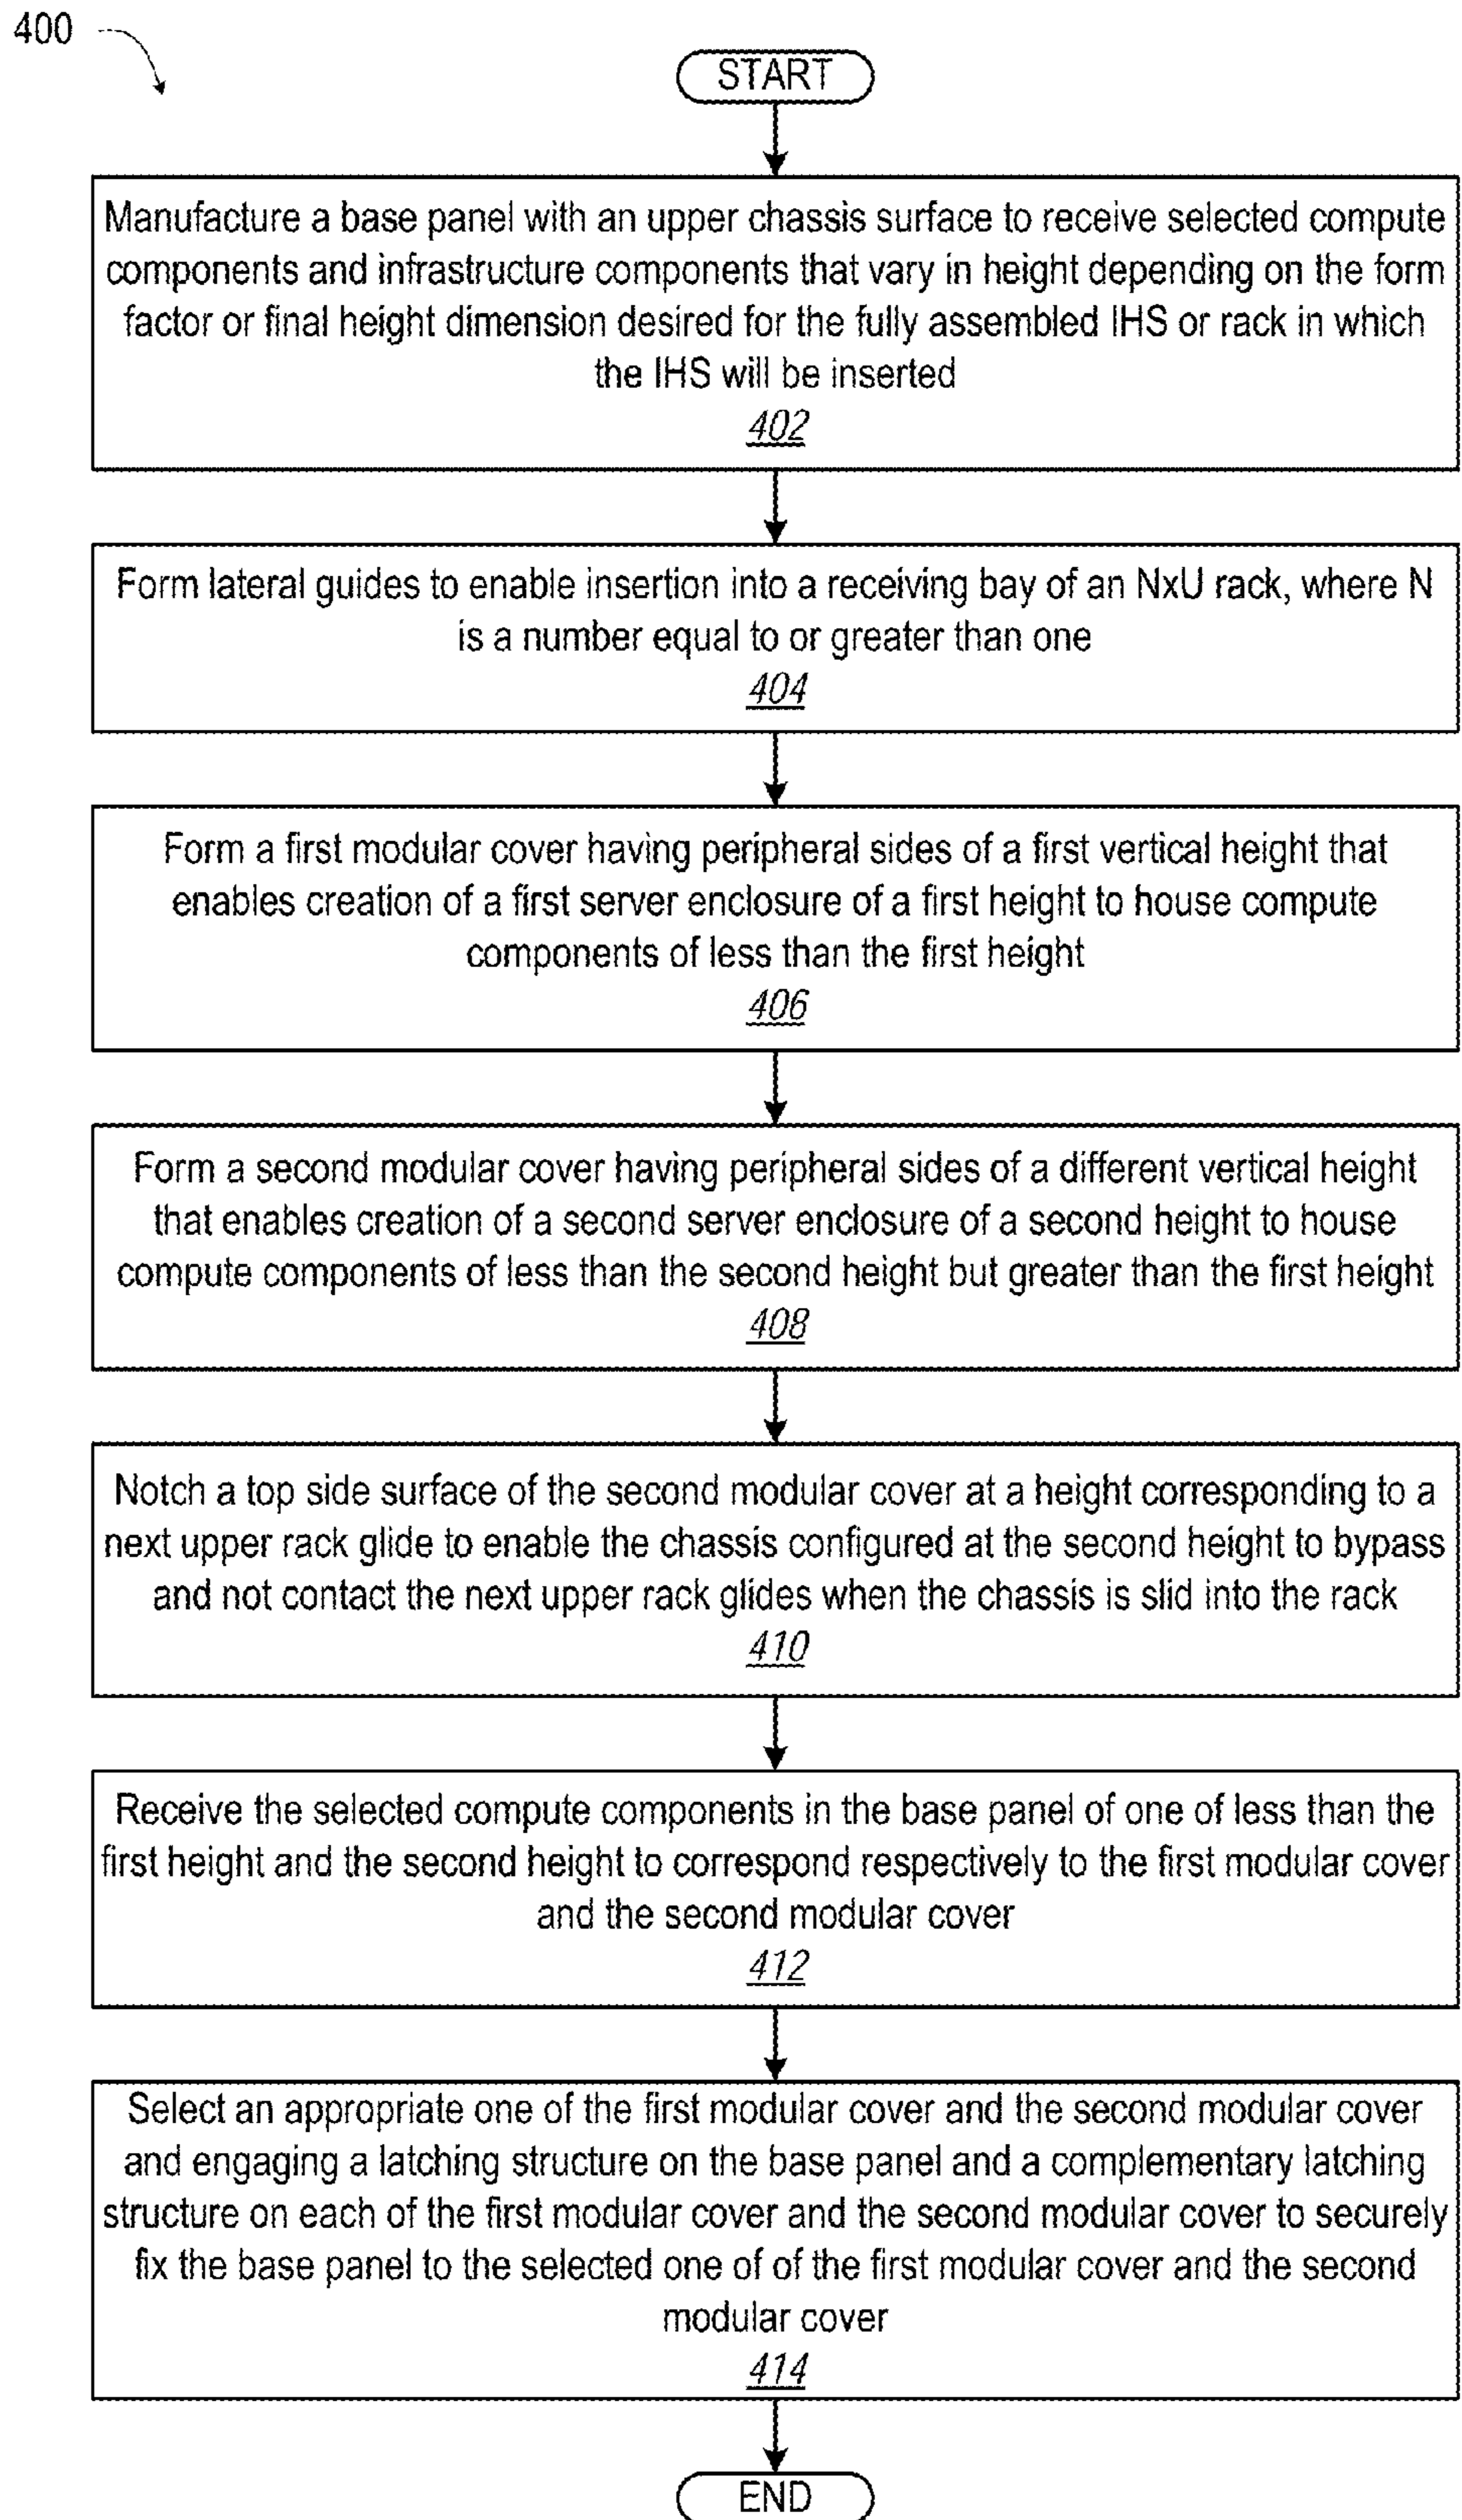 400
START
Manufacture a base panel with an upper chassis surface to receive selected compute
components and infrastructure components that vary in height depending on the form
factor or final height dimension desired for the fully assembled IHS or rack in which
the IHS will be inserted
402
Form lateral guides to enable insertion into a receiving bay of an NxU rack, where N
is a number equal to or greater than one
404
Form a first modular cover having peripheral sides of a first vertical height that
enables creation of a first server enclosure of a first height to house compute
components of less than the first height
406
Form a second modular cover having peripheral sides of a different vertical height
that enables creation of a second server enclosure of a second height to house
compute components of less than the second height but greater than the first height
408
Notch a top side surface of the second modular cover at a height corresponding to a
next upper rack glide to enable the chassis configured at the second height to bypass
and not contact the next upper rack glides when the chassis is slid into the rack
410
Receive the selected compute components in the base panel of one of less than the
first height and the second height to correspond respectively to the first modular cover
and the second modular cover
412
Select an appropriate one of the first modular cover and the second modular cover
and engaging a latching structure on the base panel and a complementary latching
structure on each of the first modular cover and the second modular cover to securely
fix the base panel to the selected one of of the first modular cover and the second
modular cover
414
END